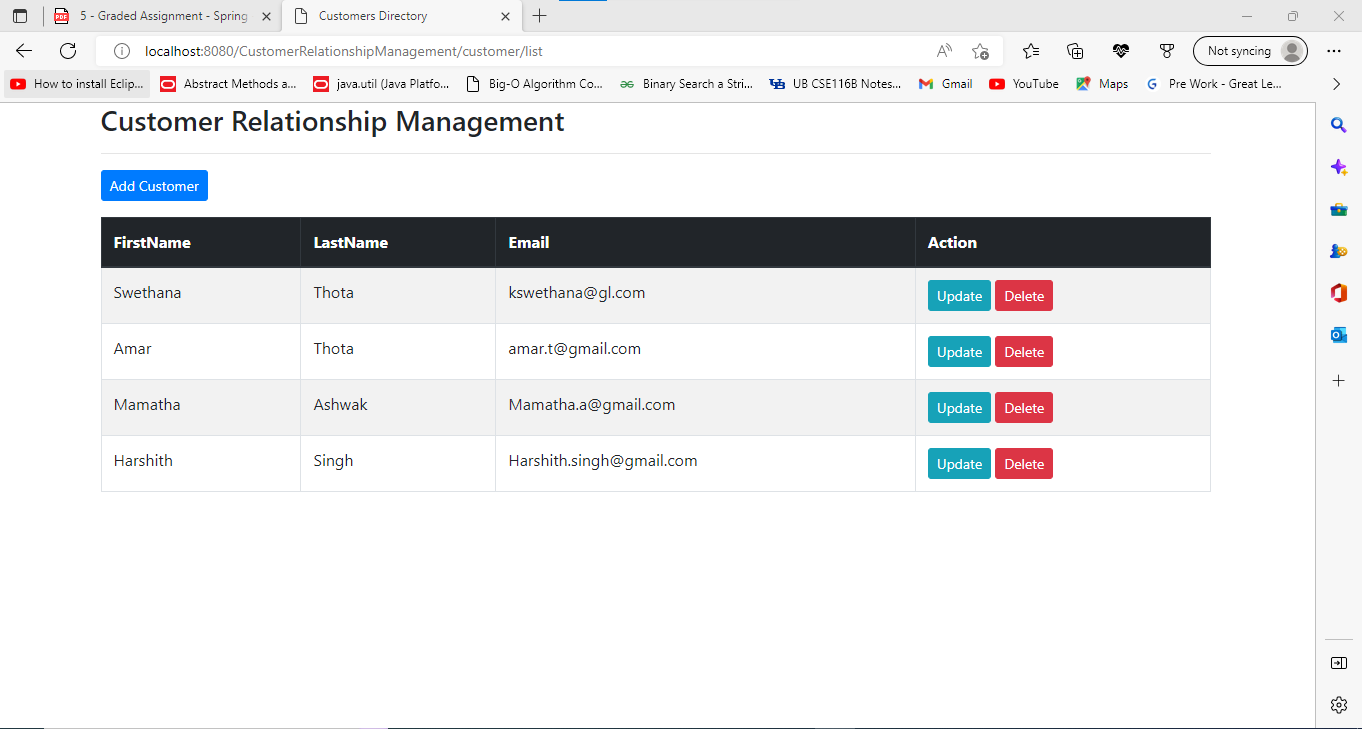 5 - Graded Assignment - Spring
Customers Directory
localhost:8080/CustomerRelationshipManagement/customer/list
Not syncing
How to install Eclip... Abstract Methods a... java.util (Java Platfo... Big-O Algorithm Co... Binary Search a Stri... UB CSE116B Notes... Gmail YouTube Maps Pre Work - Great Le...
Customer Relationship Management
Add Customer
FirstName LastName Email Action
Swethana Thota kswethana@gl.com Update Delete
Amar Thota amar.t@gmail.com Update Delete
Mamatha Ashwak Mamatha.a@gmail.com Update Delete
Harshith Singh Harshith.singh@gmail.com Update Delete